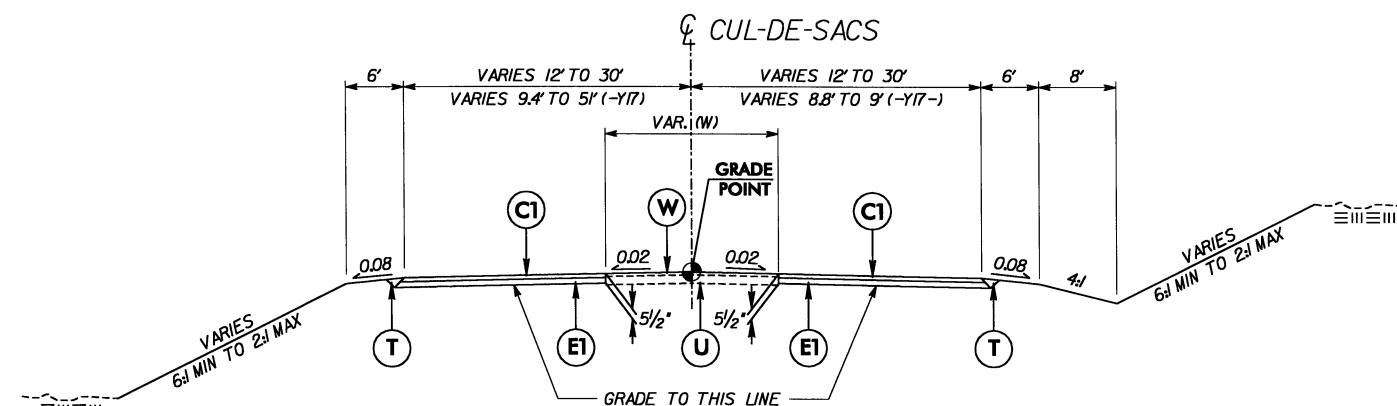 ℄ CUL-DE-SACS
6' VARIES 12' TO 30' VARIES 12' TO 30' 6' 8'
VARIES 9.4' TO 51' (-Y17) VARIES 8.8' TO 9' (-Y17-)
VAR. (W)
GRADE
POINT
C1 W C1
0.08 0.02 0.02 0.08
4:1
VARIES
6:1 MIN TO 2:1 MAX
VARIES
6:1 MIN TO 2:1 MAX
5½" 5½"
T E1 U E1 T
GRADE TO THIS LINE